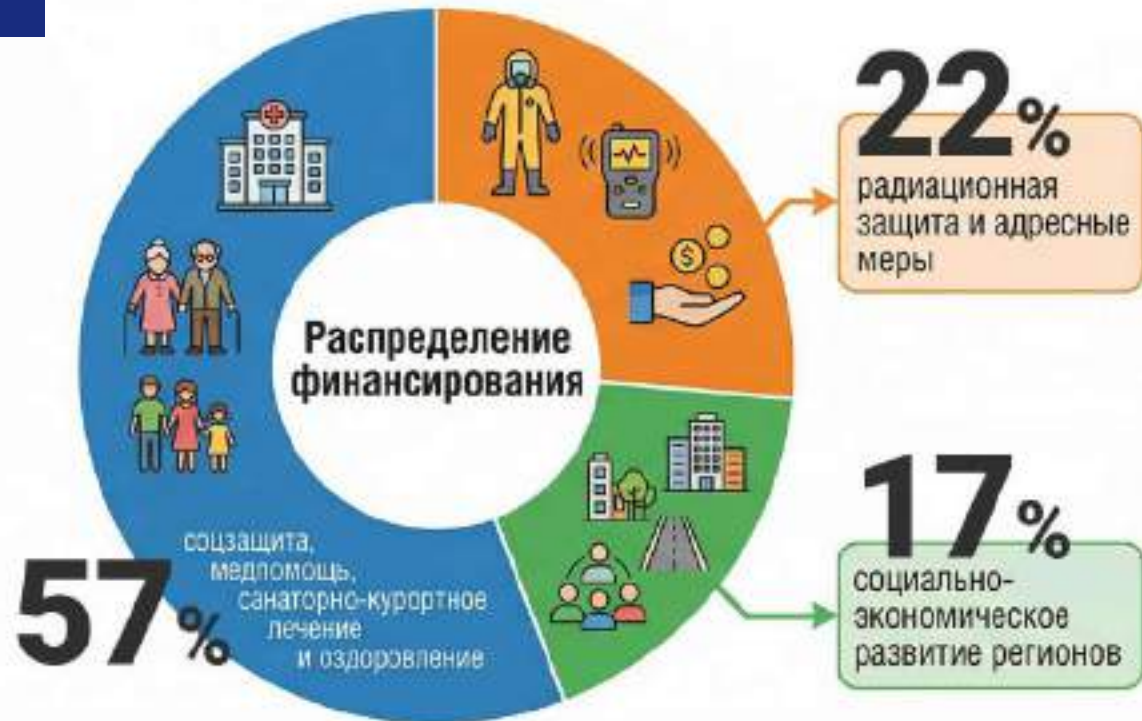 Распределение
финансирования
22%
радиационная
защита и адресные
меры
17%
социально-
экономическое
развитие регионов
57%
соцзащита,
медпомощь,
санаторно-курортное
лечение
и оздоровление
$